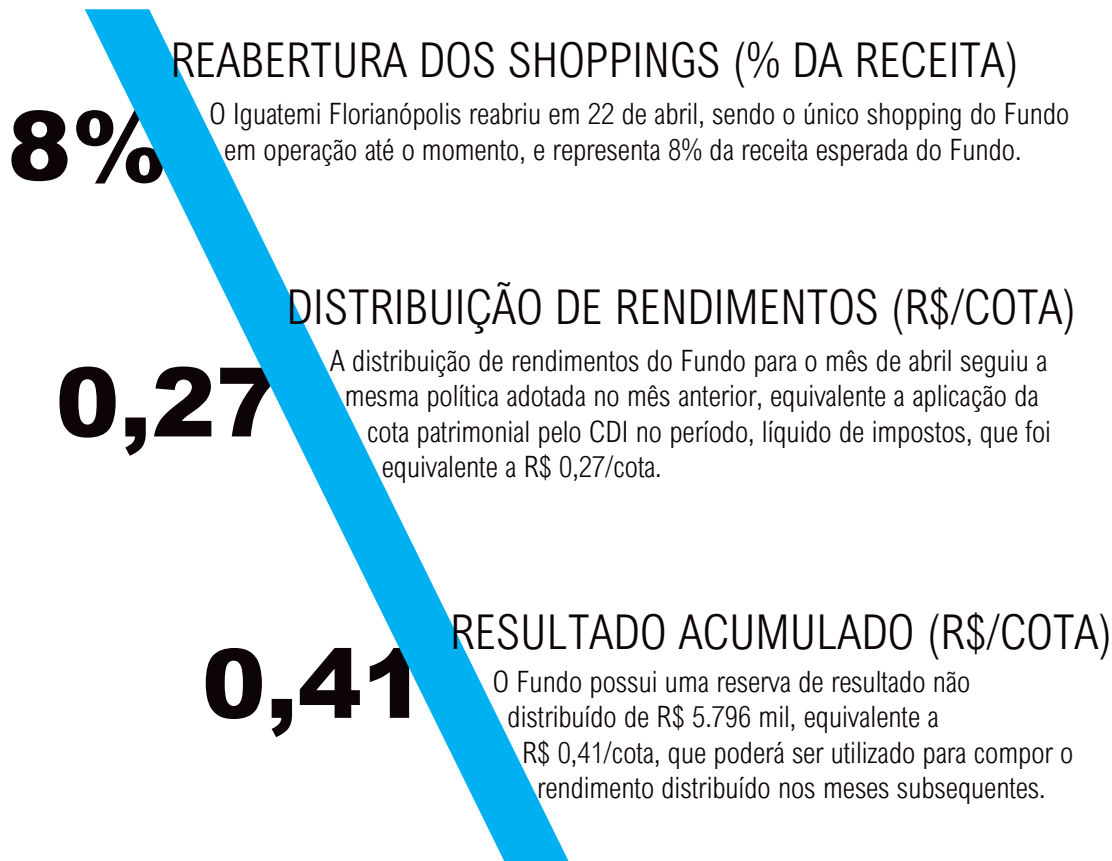 REABERTURA DOS SHOPPINGS (% DA RECEITA)
8%
O Iguatemi Florianópolis reabriu em 22 de abril, sendo o único shopping do Fundo
em operação até o momento, e representa 8% da receita esperada do Fundo.
DISTRIBUIÇÃO DE RENDIMENTOS (R$/COTA)
0,27
A distribuição de rendimentos do Fundo para o mês de abril seguiu a
mesma política adotada no mês anterior, equivalente a aplicação da
cota patrimonial pelo CDI no período, líquido de impostos, que foi
equivalente a R$ 0,27/cota.
RESULTADO ACUMULADO (R$/COTA)
0,41
O Fundo possui uma reserva de resultado não
distribuído de R$ 5.796 mil, equivalente a
R$ 0,41/cota, que poderá ser utilizado para compor o
rendimento distribuído nos meses subsequentes.